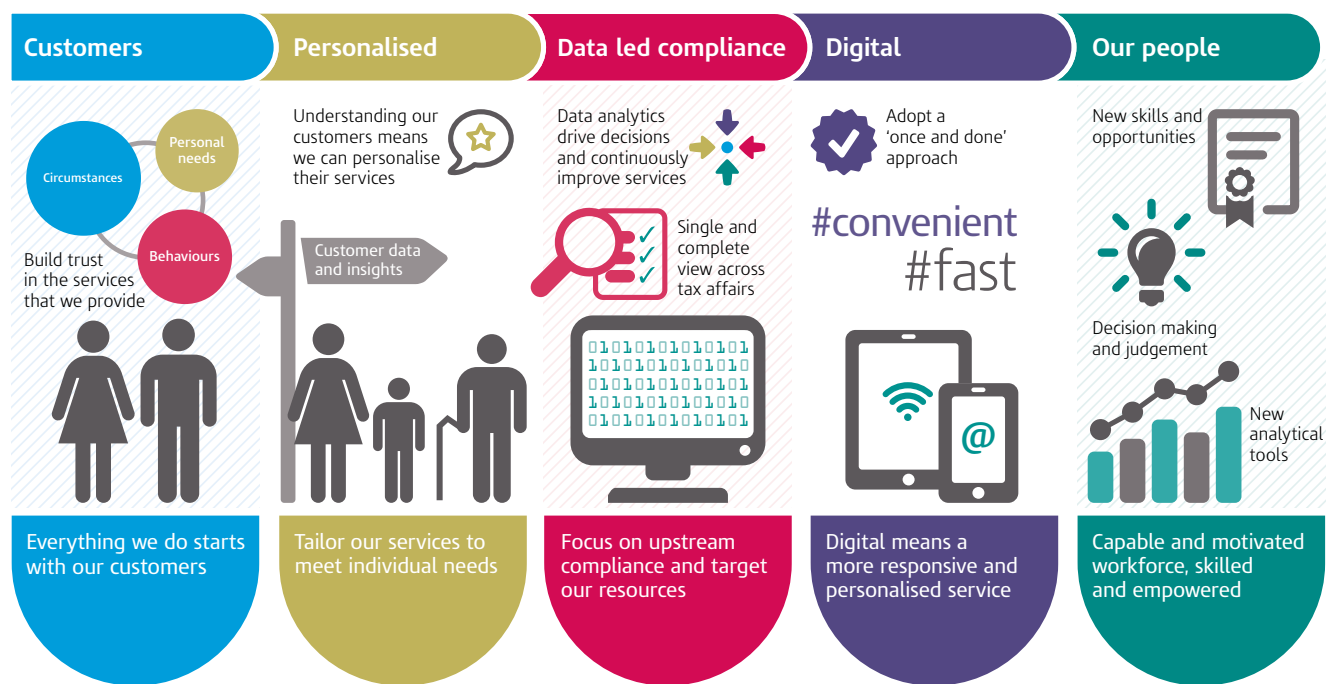 Customers
Personalised
Data led compliance
Digital
Our people
Circumstances
Personal
needs
Behaviours
Build trust
in the services
that we provide
Everything we do starts
with our customers
Understanding our
customers means
we can personalise
their services
Customer data
and insights
Tailor our services to
meet individual needs
Data analytics
drive decisions
and continuously
improve services
Single and
complete
view across
tax affairs
0101010101010101
1010101010101010
0101010101010101
1010101010101010
0101010101010101
Focus on upstream
compliance and target
our resources
Adopt a
'once and done'
approach
#convenient
#fast
@
Digital means a
more responsive and
personalised service
New skills and
opportunities
Decision making
and judgement
New
analytical
tools
Capable and motivated
workforce, skilled
and empowered